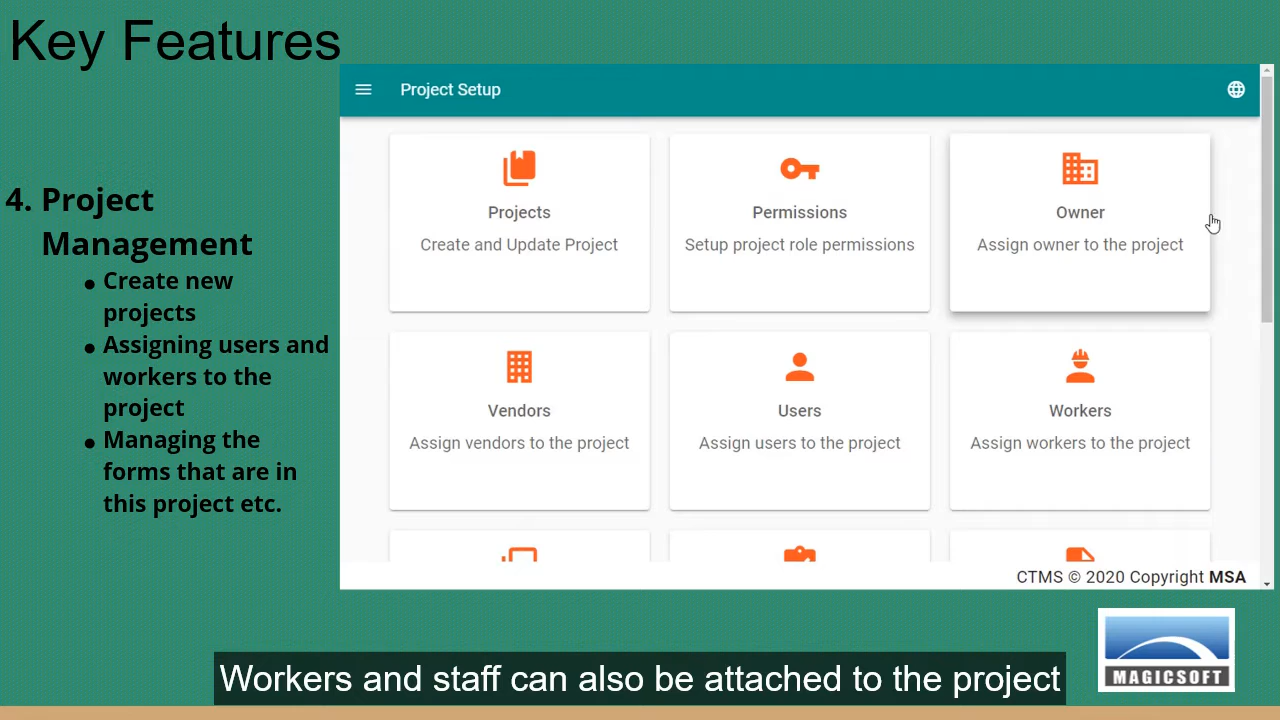 Key Features
Project Setup
4. Project
Management
• Create new
projects
• Assigning users and
workers to the
project
• Managing the
forms that are in
this project etc.
Projects
Create and Update Project
Permissions
Setup project role permissions
Owner
Assign owner to the project
Vendors
Assign vendors to the project
Users
Assign users to the project
Workers
Assign workers to the project
CTMS © 2020 Copyright MSA
MAGICSOFT
Workers and staff can also be attached to the project